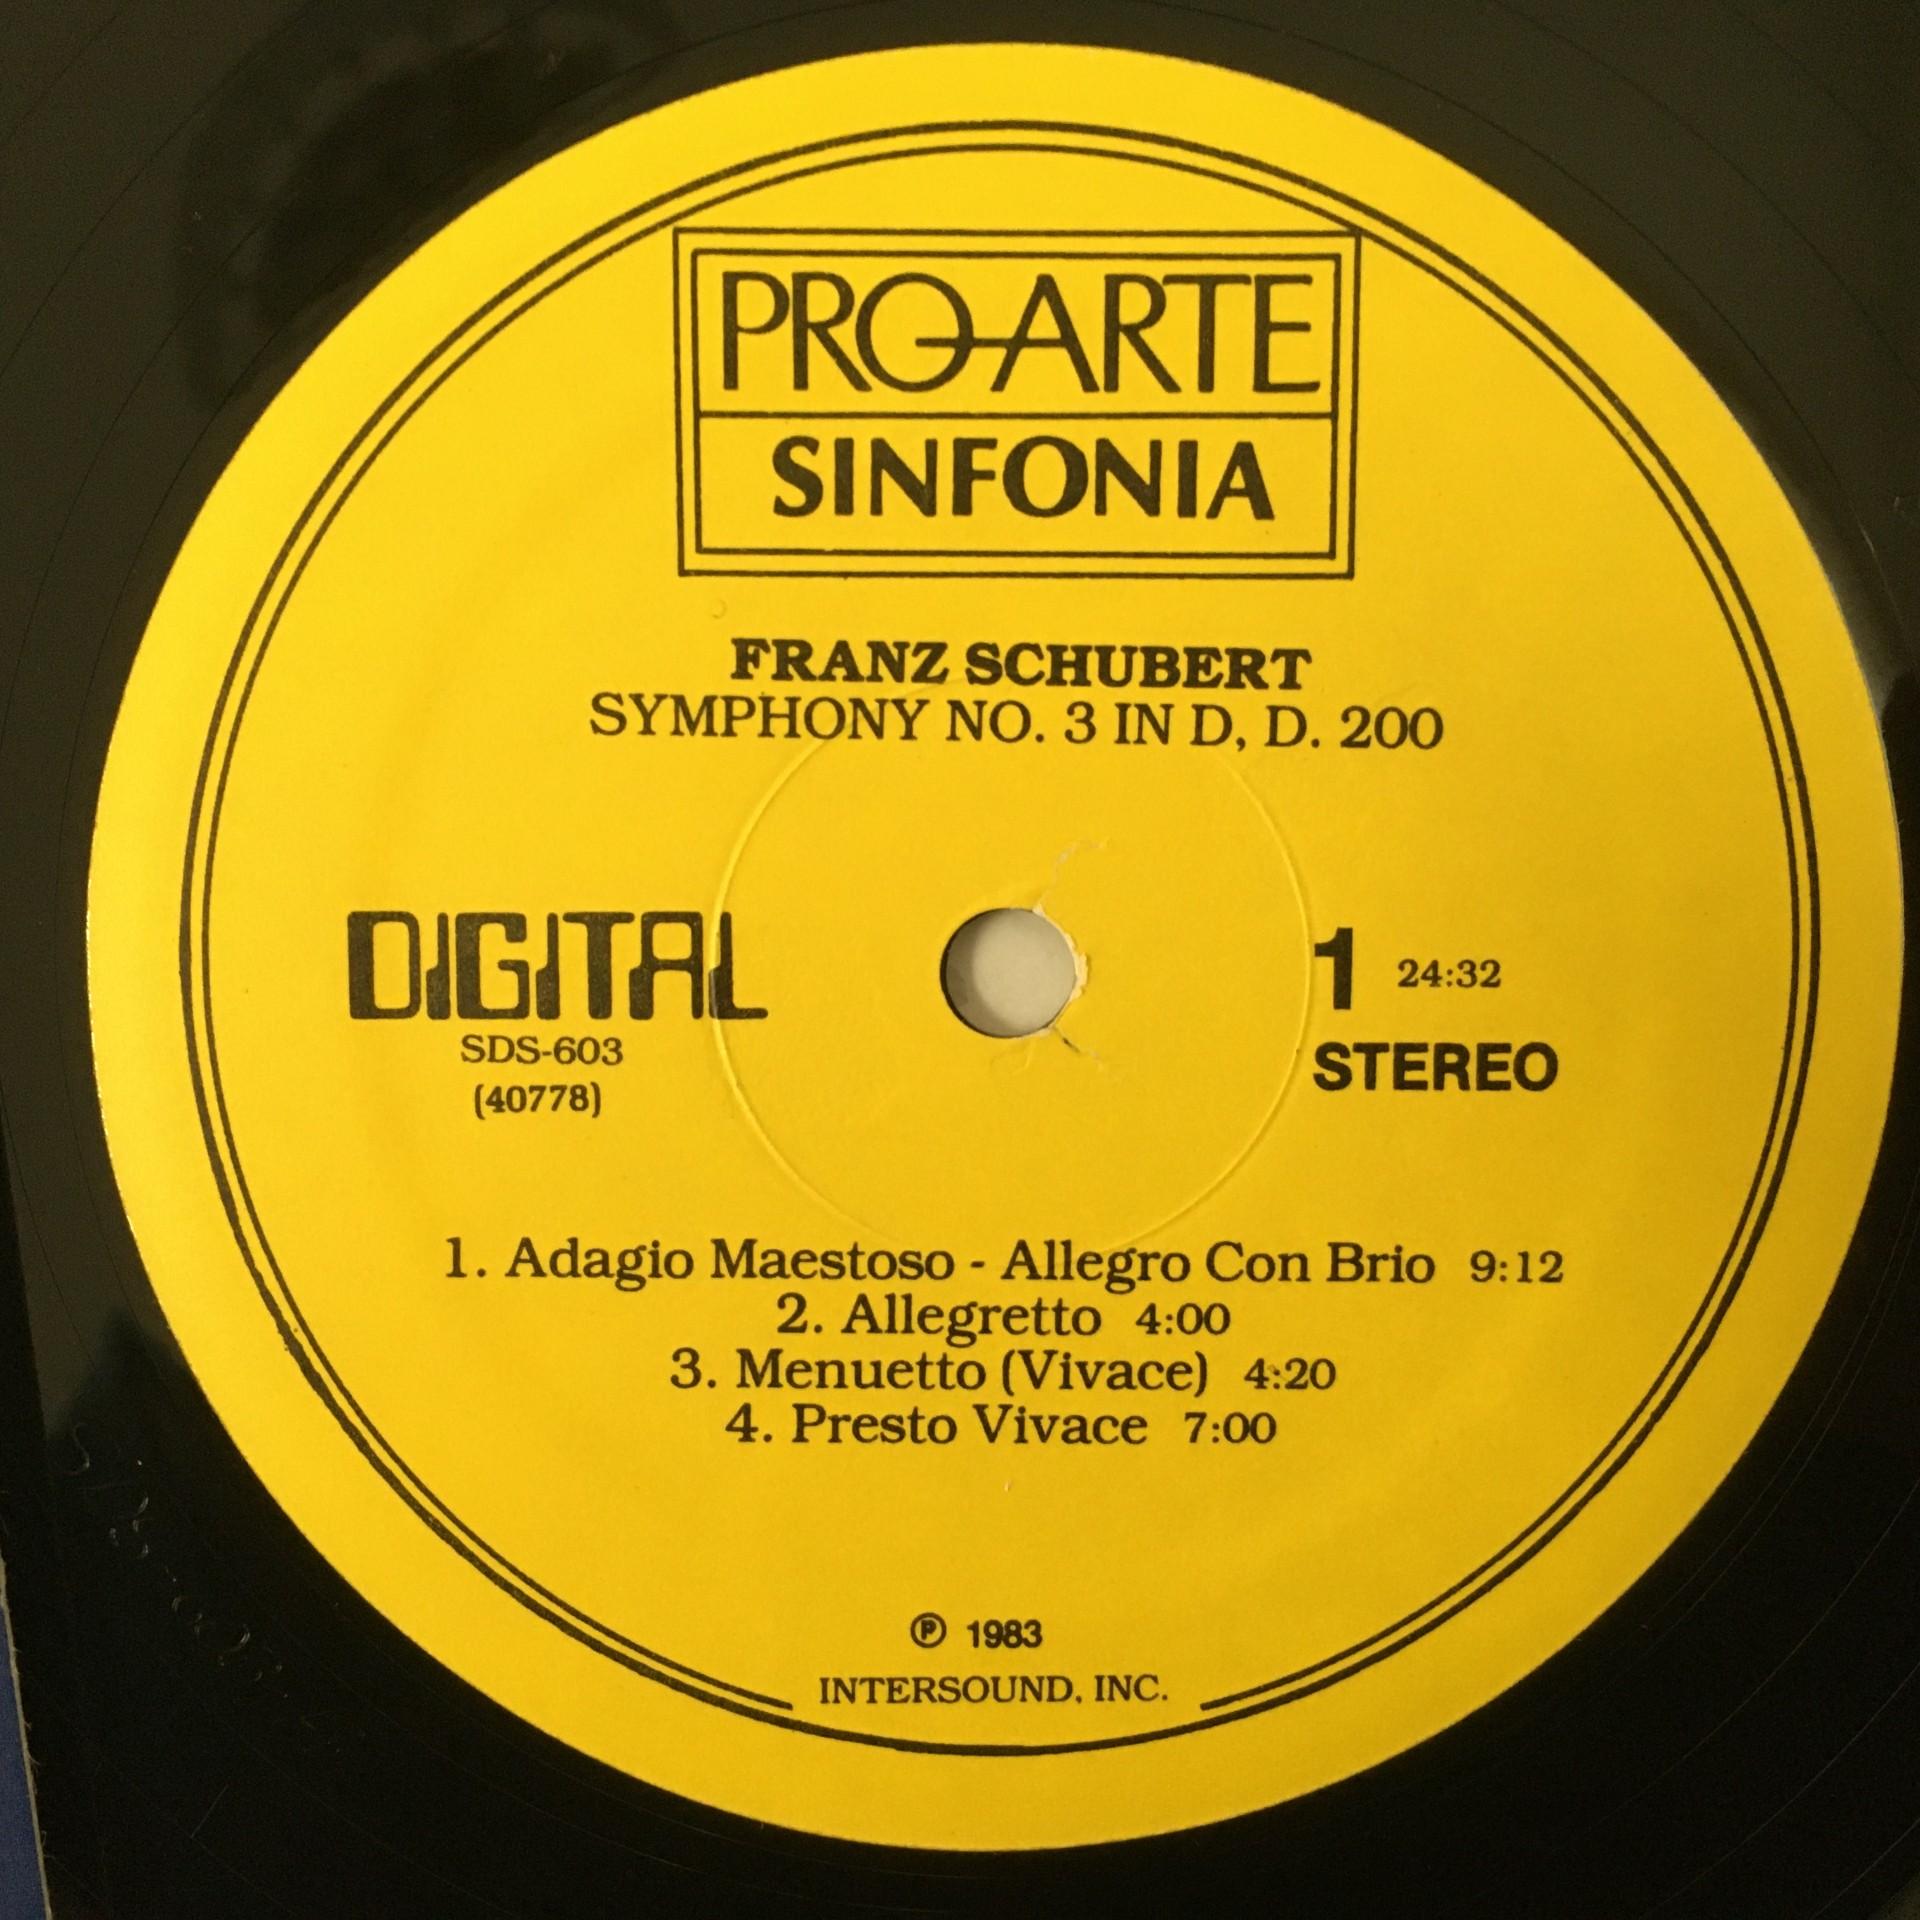 PRO ARTE
SINFONIA
FRANZ SCHUBERT
SYMPHONY NO. 3 IN D, D. 200
DIGITAL
SDS-603
(40778)
1 24:32
STEREO
1. Adagio Maestoso - Allegro Con Brio 9:12
2. Allegretto 4:00
3. Menuetto (Vivace) 4:20
4. Presto Vivace 7:00
℗ 1983
INTERSOUND, INC.